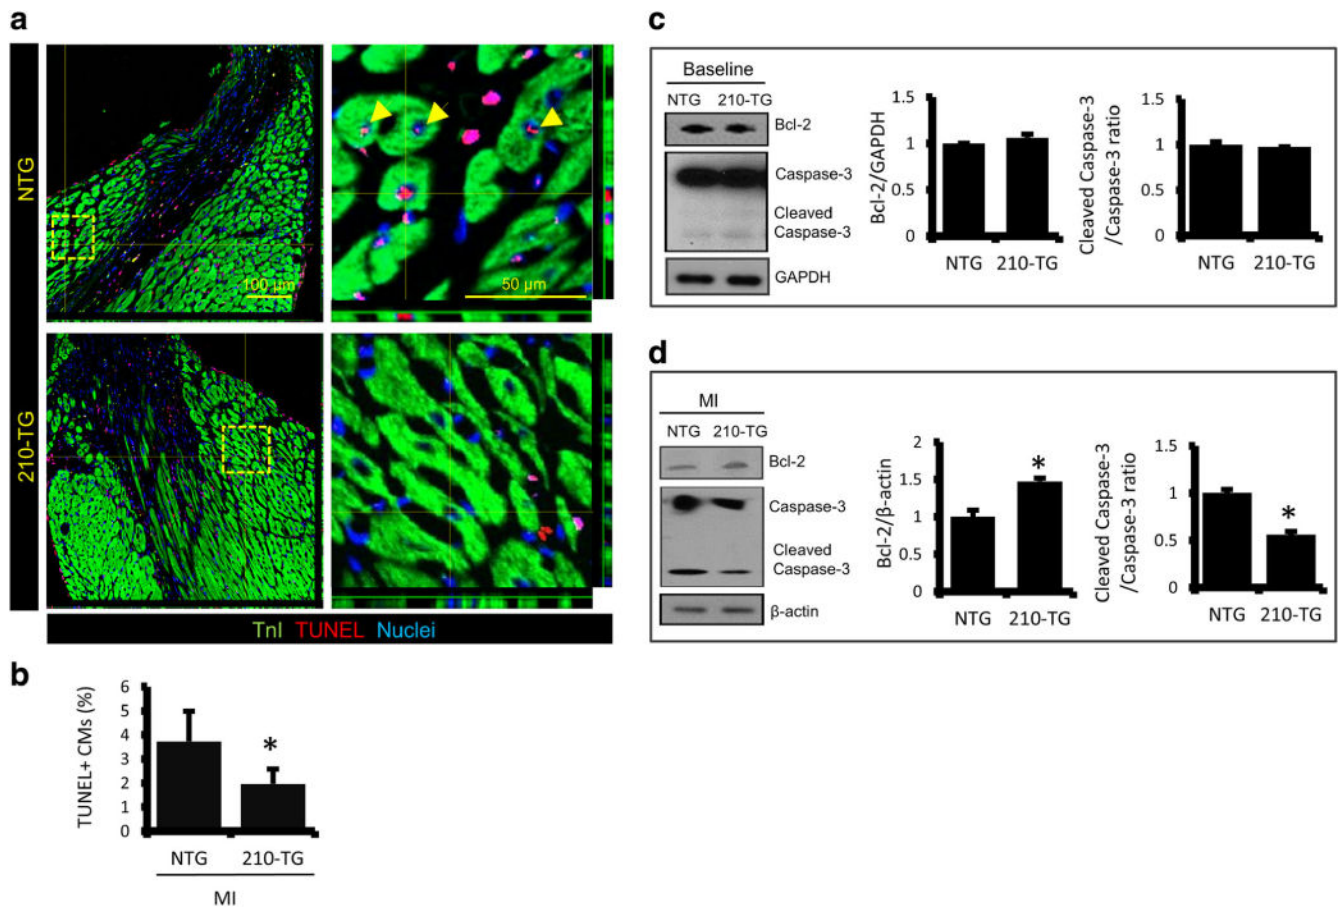 a
NTG
100 µm
50 µm
210-TG
TnI TUNEL Nuclei
b
TUNEL+ CMs (%)
6
5
4
3
2
1
0
*
NTG 210-TG
MI
c
Baseline
NTG 210-TG
Bcl-2
Caspase-3
Cleaved
Caspase-3
GAPDH
Bcl-2/GAPDH
1.5
1
0.5
0
NTG 210-TG
Cleaved Caspase-3
/Caspase-3 ratio
1.5
1
0.5
0
NTG 210-TG
d
MI
NTG 210-TG
Bcl-2
Caspase-3
Cleaved
Caspase-3
β-actin
Bcl-2/β-actin
2
1.5
1
0.5
0
*
NTG 210-TG
Cleaved Caspase-3
/Caspase-3 ratio
1.5
1
0.5
0
*
NTG 210-TG